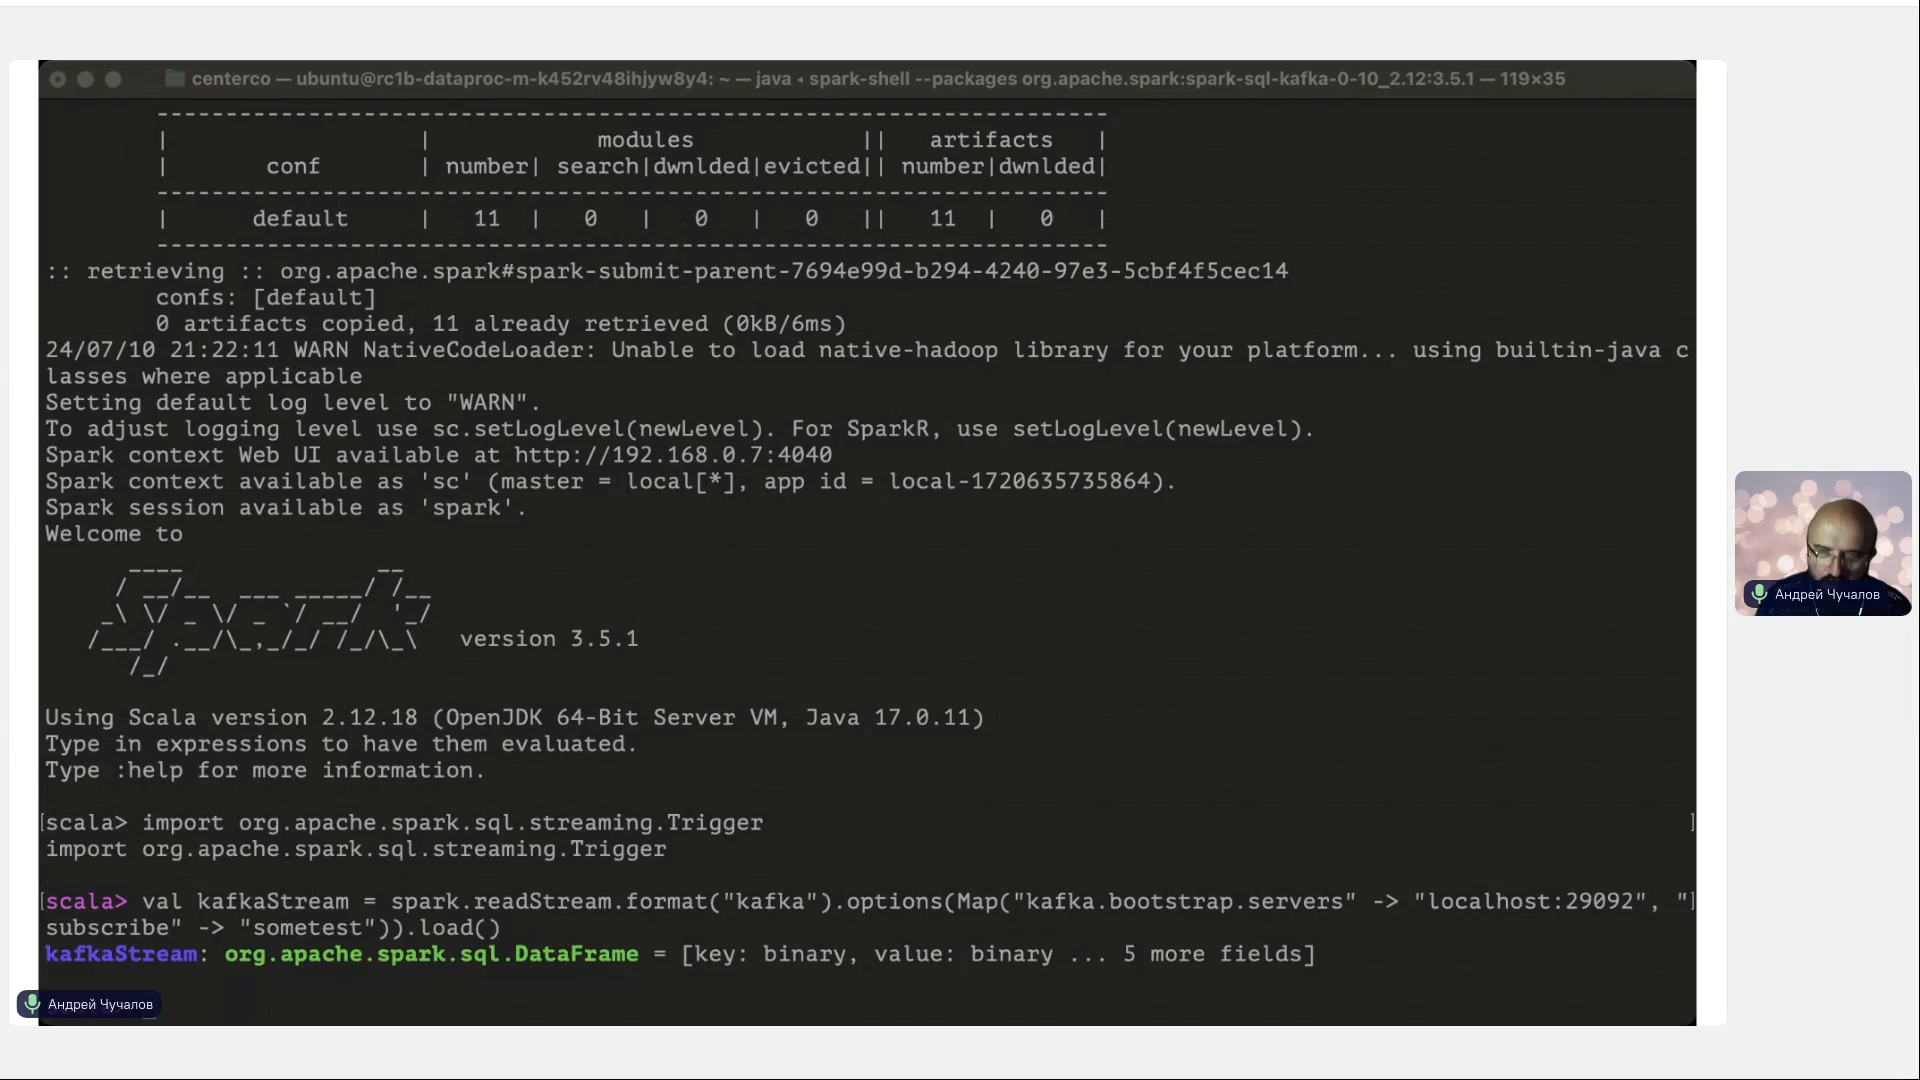 centerco — ubuntu@rc1b-dataproc-m-k452rv48ihjyw8y4: ~ — java ◂ spark-shell --packages org.apache.spark:spark-sql-kafka-0-10_2.12:3.5.1 — 119×35
---------------------------------------------------------------------
|                  |            modules            ||   artifacts   |
|       conf       | number| search|dwnlded|evicted|| number|dwnlded|
---------------------------------------------------------------------
|      default     |   11  |   0   |   0   |   0   ||   11  |   0   |
---------------------------------------------------------------------
:: retrieving :: org.apache.spark#spark-submit-parent-7694e99d-b294-4240-97e3-5cbf4f5cec14
confs: [default]
0 artifacts copied, 11 already retrieved (0kB/6ms)
24/07/10 21:22:11 WARN NativeCodeLoader: Unable to load native-hadoop library for your platform... using builtin-java c
lasses where applicable
Setting default log level to "WARN".
To adjust logging level use sc.setLogLevel(newLevel). For SparkR, use setLogLevel(newLevel).
Spark context Web UI available at http://192.168.0.7:4040
Spark context available as 'sc' (master = local[*], app id = local-1720635735864).
Spark session available as 'spark'.
Welcome to
      ____              __
     / __/__  ___ _____/ /__
    _\ \/ _ \/ _ `/ __/  '_/
   /___/ .__/\_,_/_/ /_/\_\   version 3.5.1
      /_/
Using Scala version 2.12.18 (OpenJDK 64-Bit Server VM, Java 17.0.11)
Type in expressions to have them evaluated.
Type :help for more information.
[scala> import org.apache.spark.sql.streaming.Trigger ]
import org.apache.spark.sql.streaming.Trigger
[scala> val kafkaStream = spark.readStream.format("kafka").options(Map("kafka.bootstrap.servers" -> "localhost:29092", "]
subscribe" -> "sometest")).load()
kafkaStream: org.apache.spark.sql.DataFrame = [key: binary, value: binary ... 5 more fields]
Андрей Чучалов
Андрей Чучалов